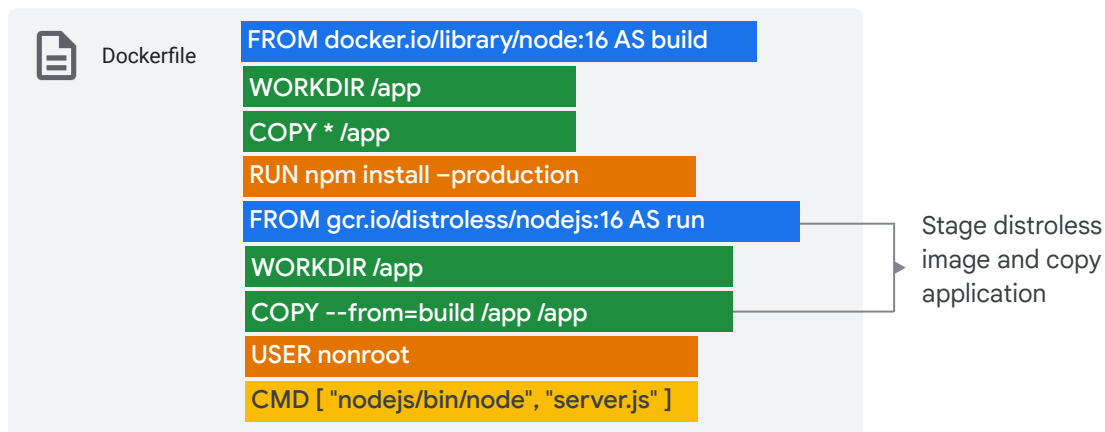 Dockerfile
FROM docker.io/library/node:16 AS build
WORKDIR /app
COPY * /app
RUN npm install –production
FROM gcr.io/distroless/nodejs:16 AS run
WORKDIR /app
COPY --from=build /app /app
USER nonroot
CMD [ "nodejs/bin/node", "server.js" ]
Stage distroless
image and copy
application